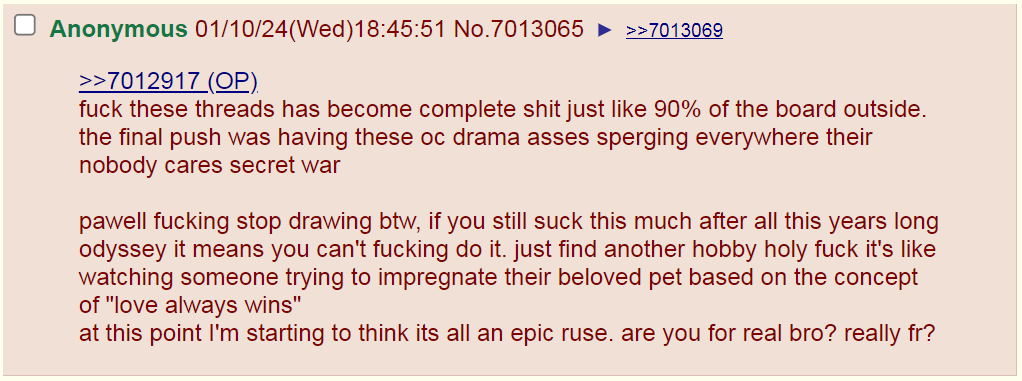 Anonymous 01/10/24(Wed)18:45:51 No.7013065 ► >>7013069
>>7012917 (OP)
fuck these threads has become complete shit just like 90% of the board outside.
the final push was having these oc drama asses sperging everywhere their
nobody cares secret war
pawell fucking stop drawing btw, if you still suck this much after all this years long
odyssey it means you can't fucking do it. just find another hobby holy fuck it's like
watching someone trying to impregnate their beloved pet based on the concept
of "love always wins"
at this point I'm starting to think its all an epic ruse. are you for real bro? really fr?